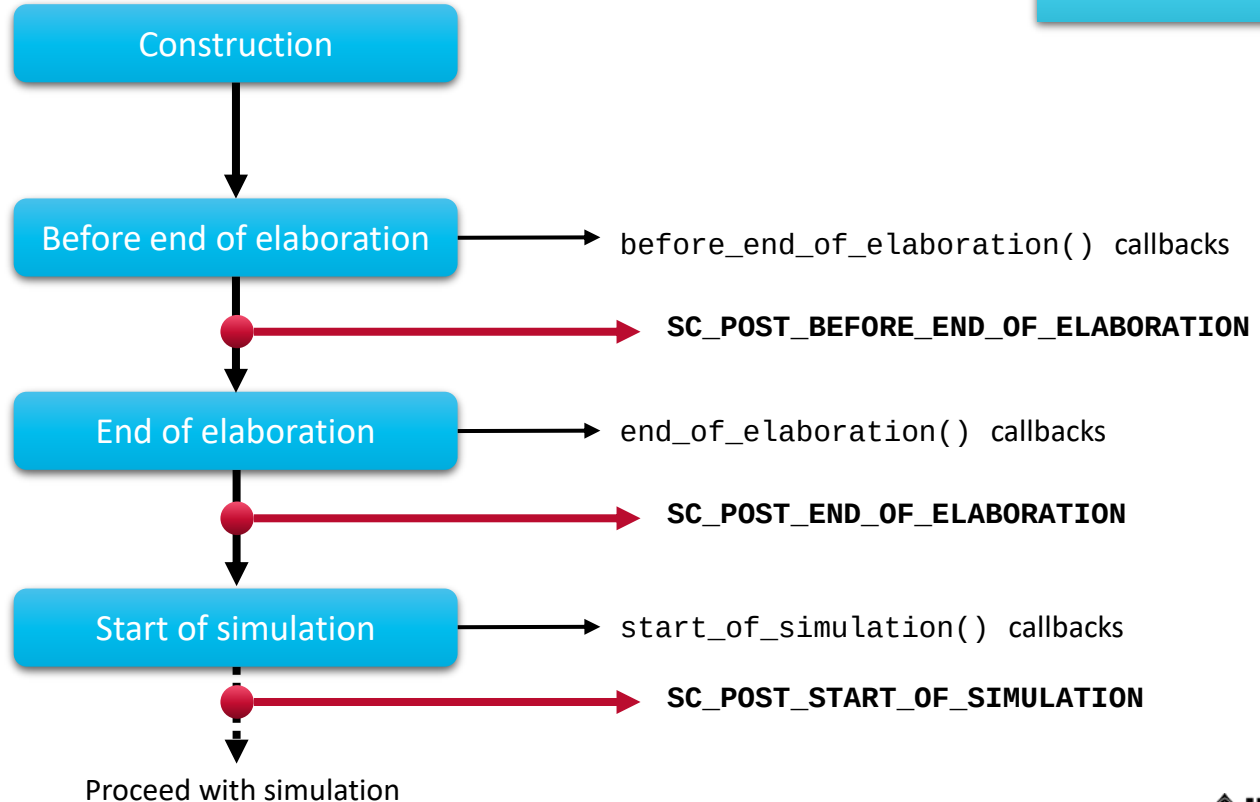 Construction
Before end of elaboration
before_end_of_elaboration() callbacks
SC_POST_BEFORE_END_OF_ELABORATION
End of elaboration
end_of_elaboration() callbacks
SC_POST_END_OF_ELABORATION
Start of simulation
start_of_simulation() callbacks
SC_POST_START_OF_SIMULATION
Proceed with simulation